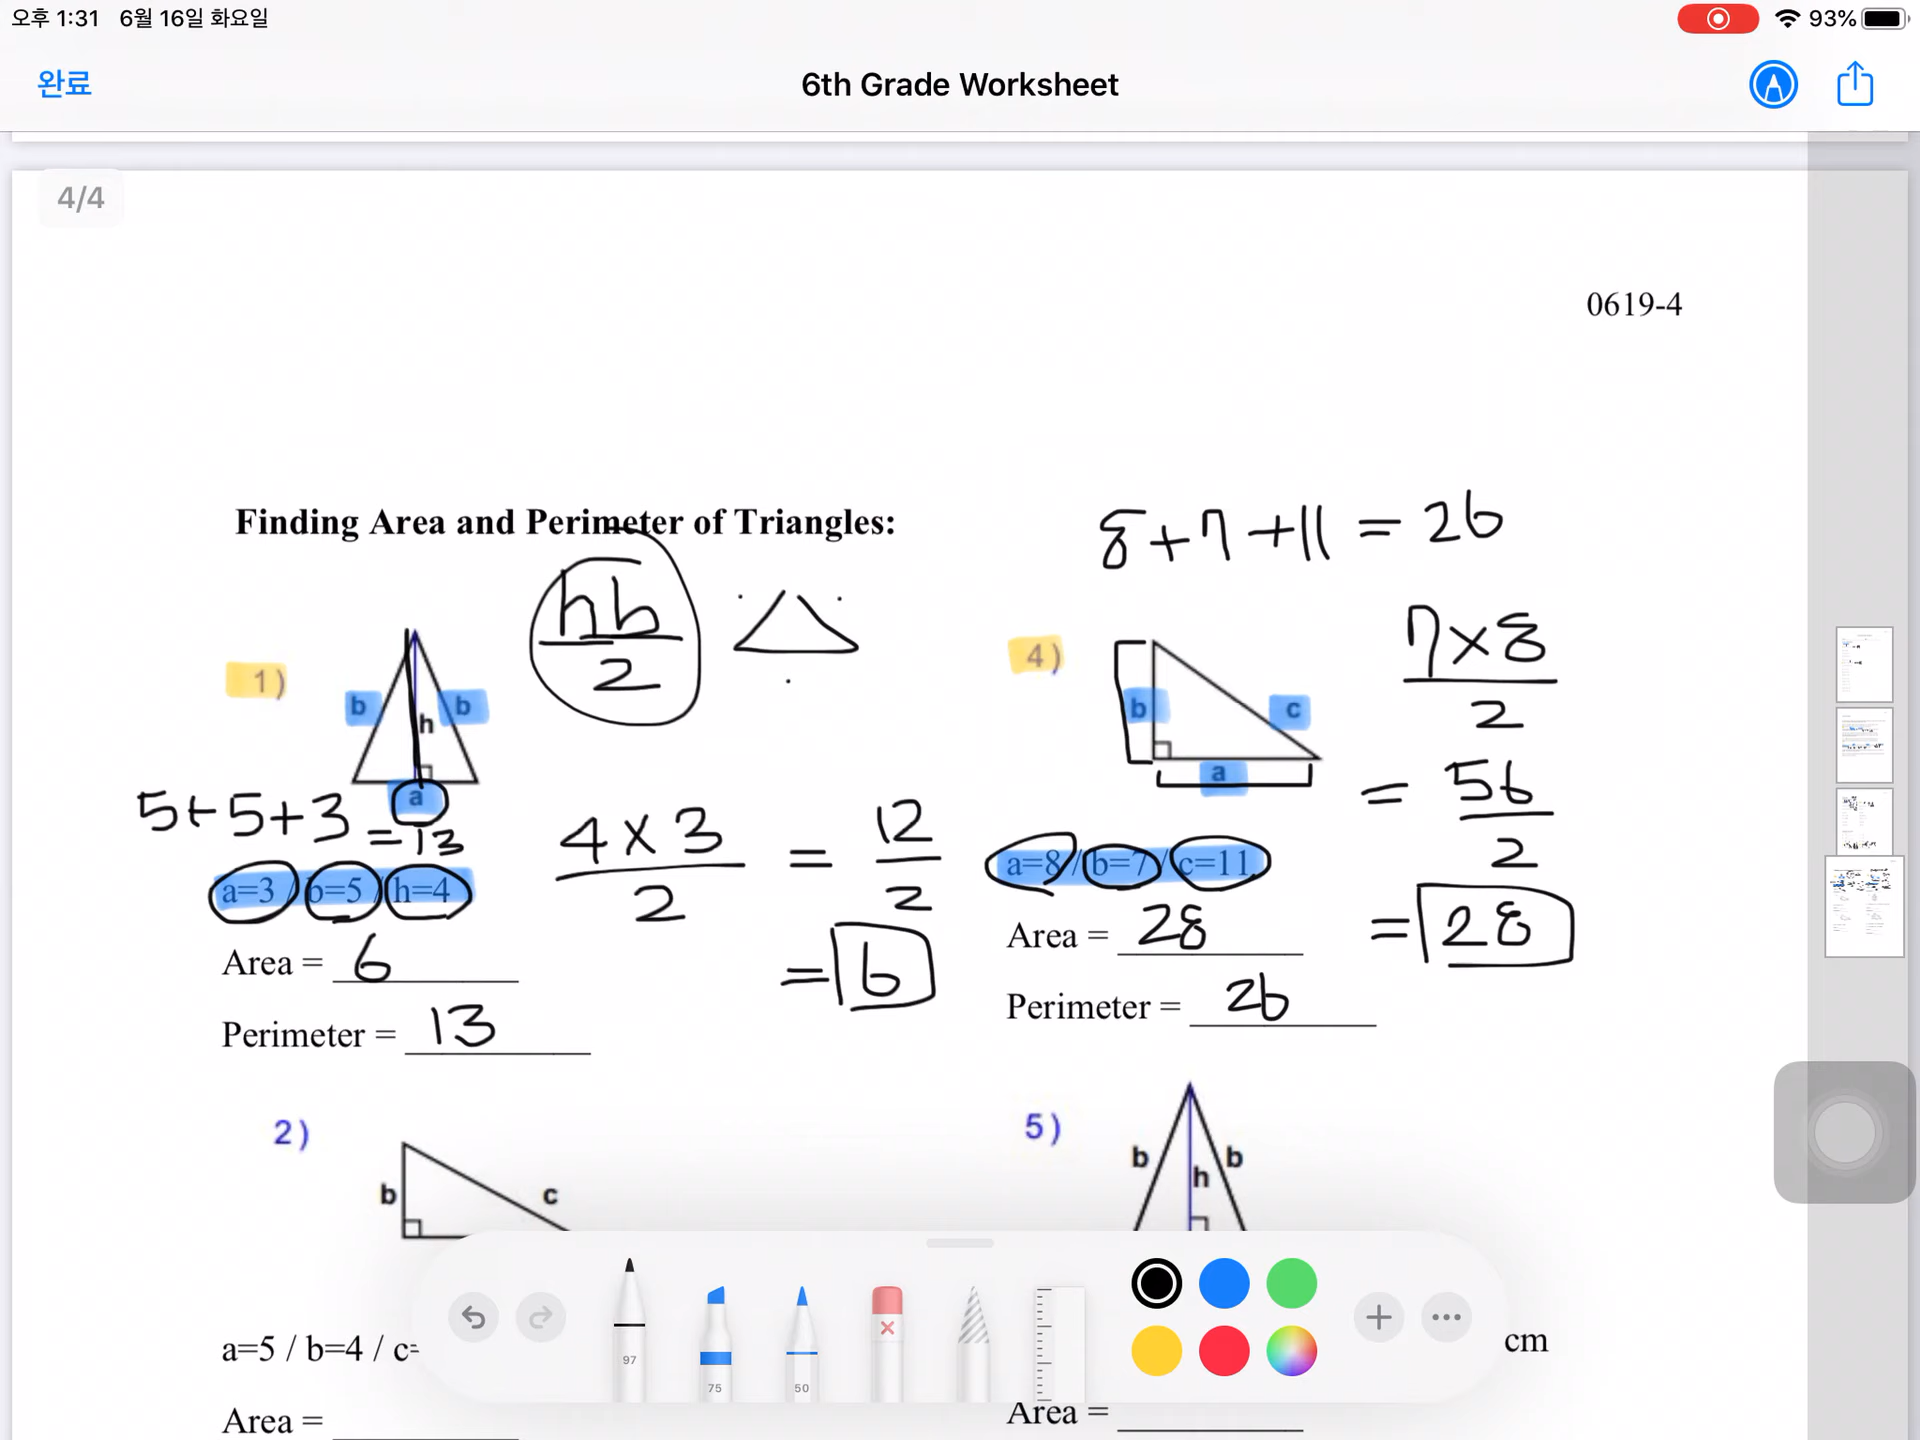 오후 1:31 6월 16일 화요일
93%
완료
6th Grade Worksheet
4/4
0619-4
Finding Area and Perimeter of Triangles:
hb
2
1)
b
b
h
a
5+5+3
=13
4 x 3
2
=
12
2
= 6
a=3 / b=5 / h=4
Area = 6
Perimeter = 13
8+7+11 = 26
4)
b
c
a
7x8
2
= 56
2
= 28
a=8 / b=7 / c=11
Area = 28
Perimeter = 26
2)
b
c
a=5 / b=4 / c=
Area =
5)
b
b
h
cm
Area =
97
75
50